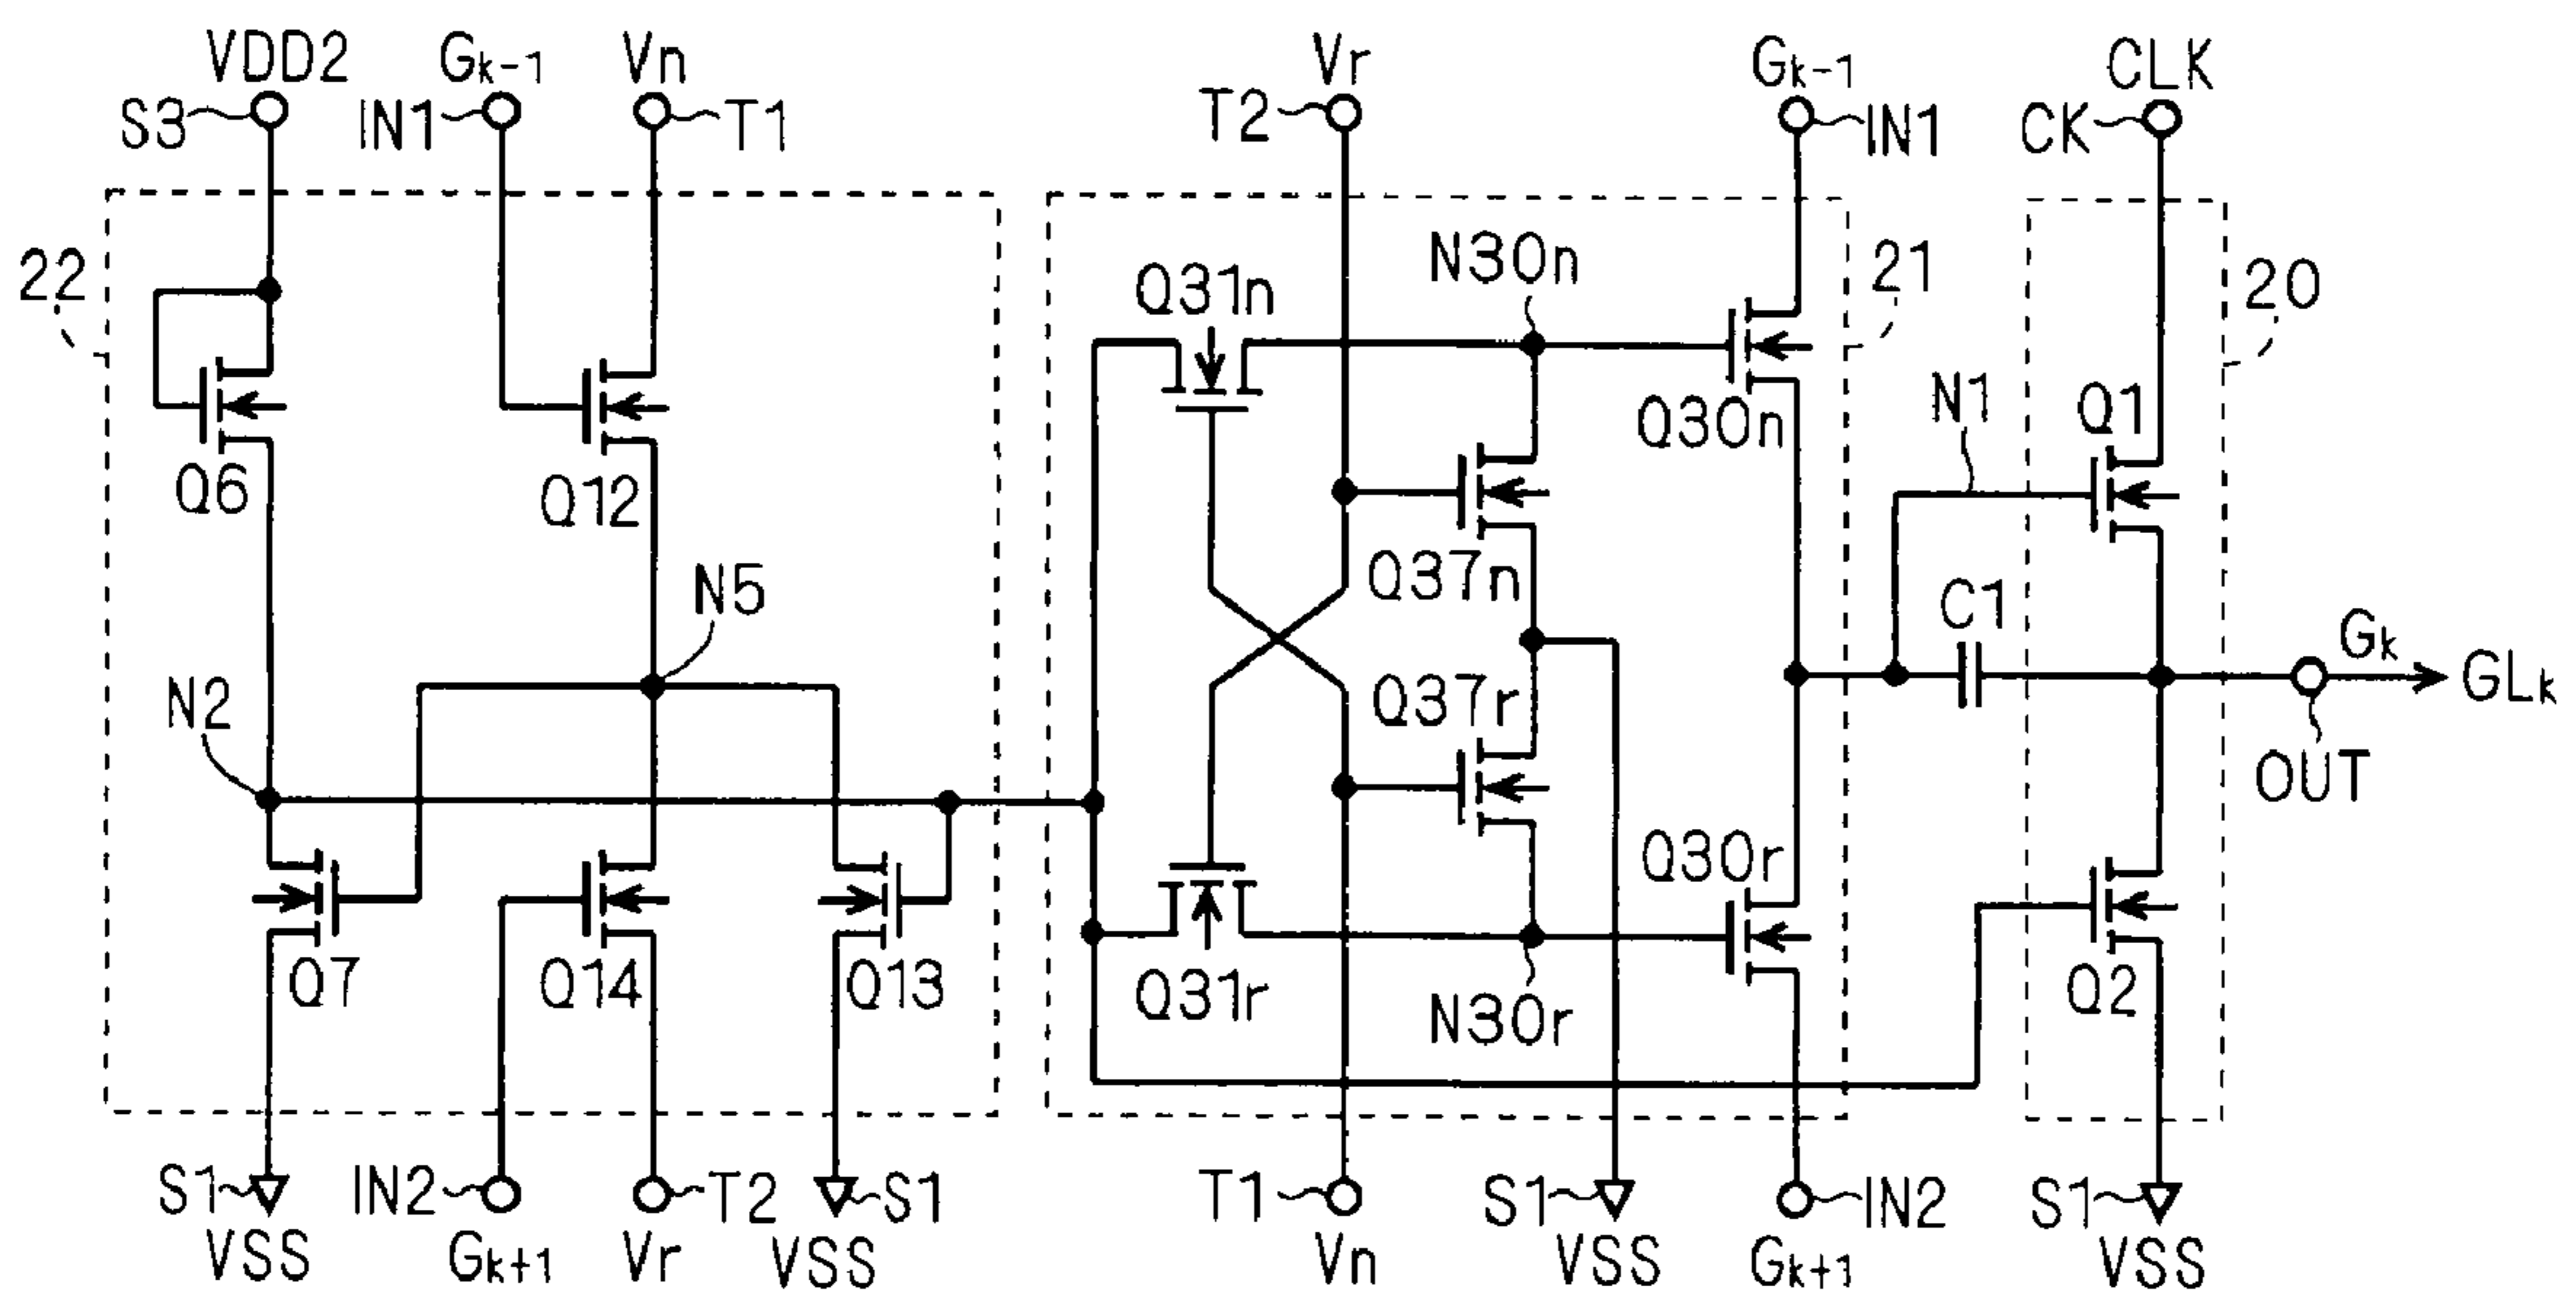 VDD2
Gk-1
Vn
Vr
Gk-1
CLK
S3
IN1
T1
T2
IN1
CK
22
Q31n
N30n
21
20
Q6
Q12
Q30n
N1
Q1
Q37n
N5
C1
Gk
GLk
N2
Q37r
OUT
Q30r
Q7
Q14
Q13
Q31r
N30r
Q2
S1
IN2
T2
S1
T1
S1
IN2
S1
VSS
Gk+1
Vr
VSS
Vn
VSS
Gk+1
VSS